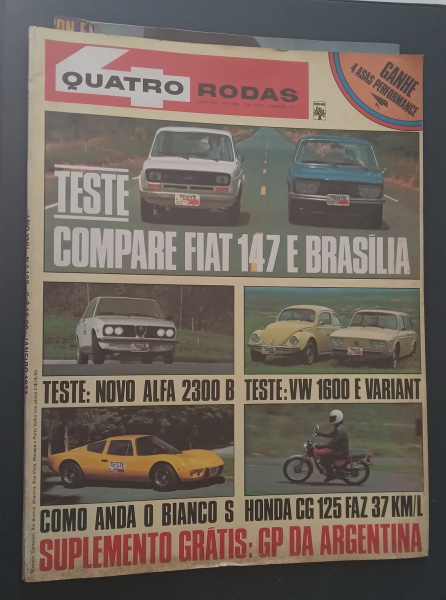 QUATRO RODAS
GANHE
4 ASAS PERFORMANCE
TESTE
COMPARE FIAT 147 E BRASÍLIA
TESTE: NOVO ALFA 2300 B
TESTE: VW 1600 E VARIANT
COMO ANDA O BIANCO S
HONDA CG 125 FAZ 37 KM/L
SUPLEMENTO GRÁTIS: GP DA ARGENTINA